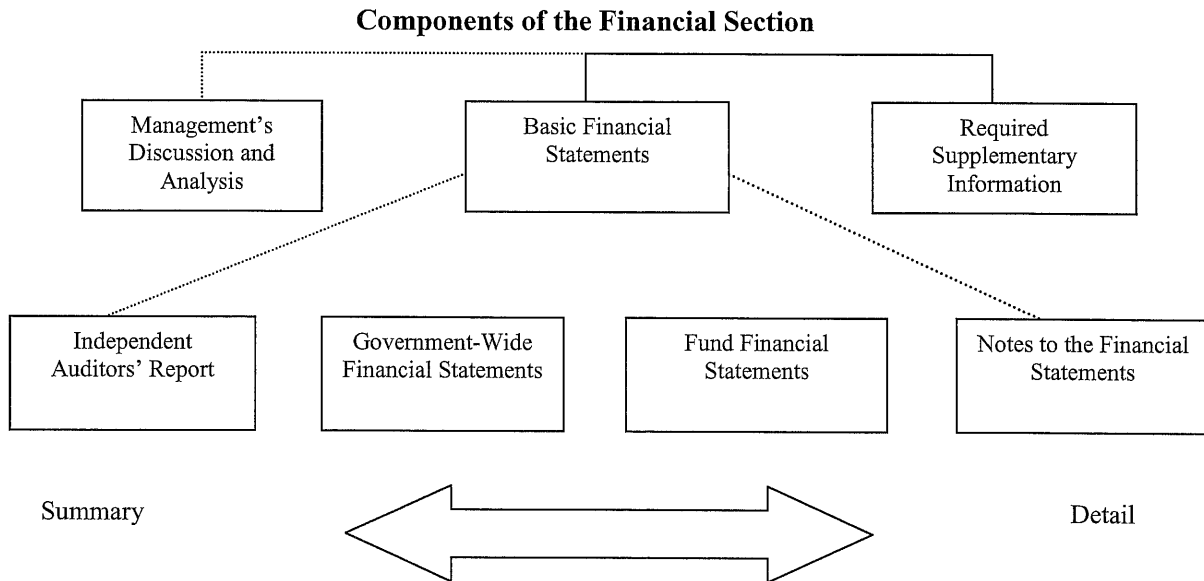 Components of the Financial Section
Management's
Discussion and
Analysis
Basic Financial
Statements
Required
Supplementary
Information
Independent
Auditors' Report
Government-Wide
Financial Statements
Fund Financial
Statements
Notes to the Financial
Statements
Summary
Detail